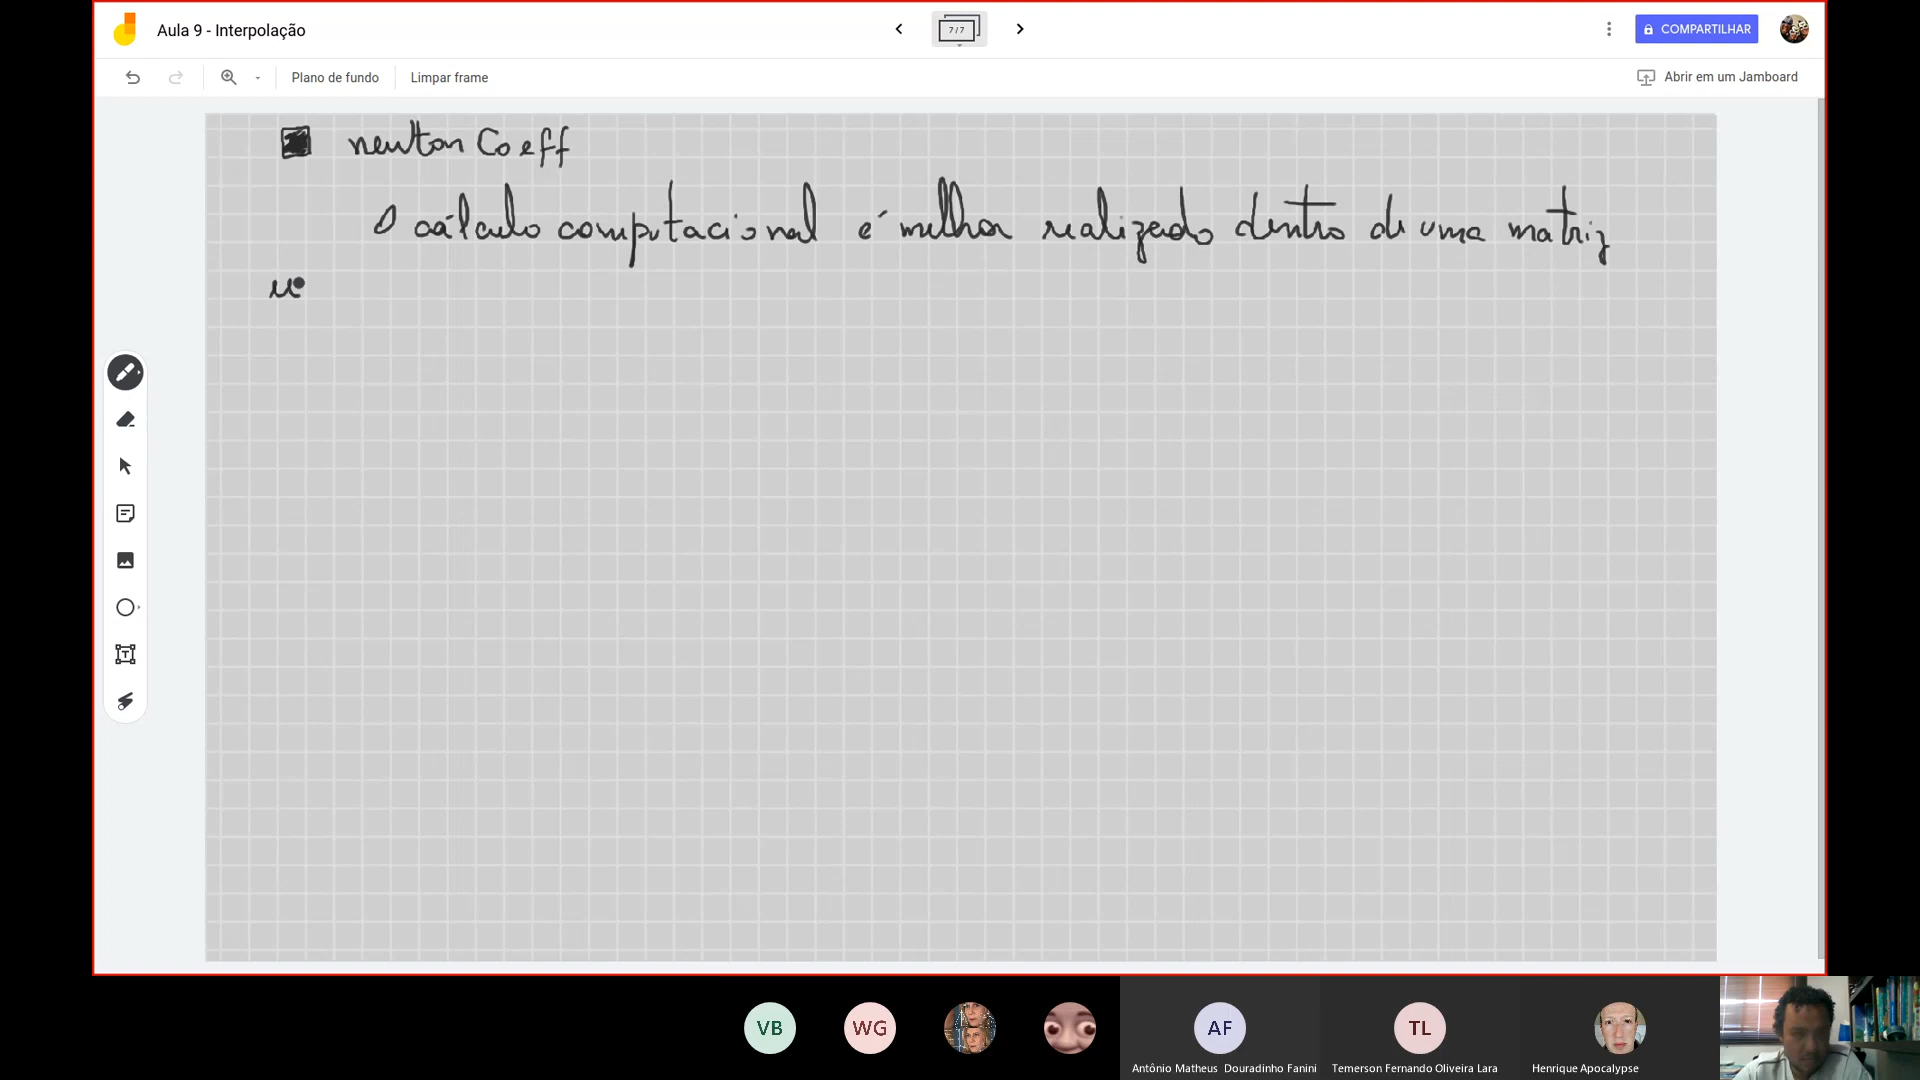 Aula 9 - Interpolação
7/7
COMPARTILHAR
Plano de fundo
Limpar frame
Abrir em um Jamboard
newton Coeff
O cálculo computacional é melhor realizado dentro de uma matriz
VB
WG
AF
TL
Antônio Matheus Douradinho Fanini
Temerson Fernando Oliveira Lara
Henrique Apocalypse